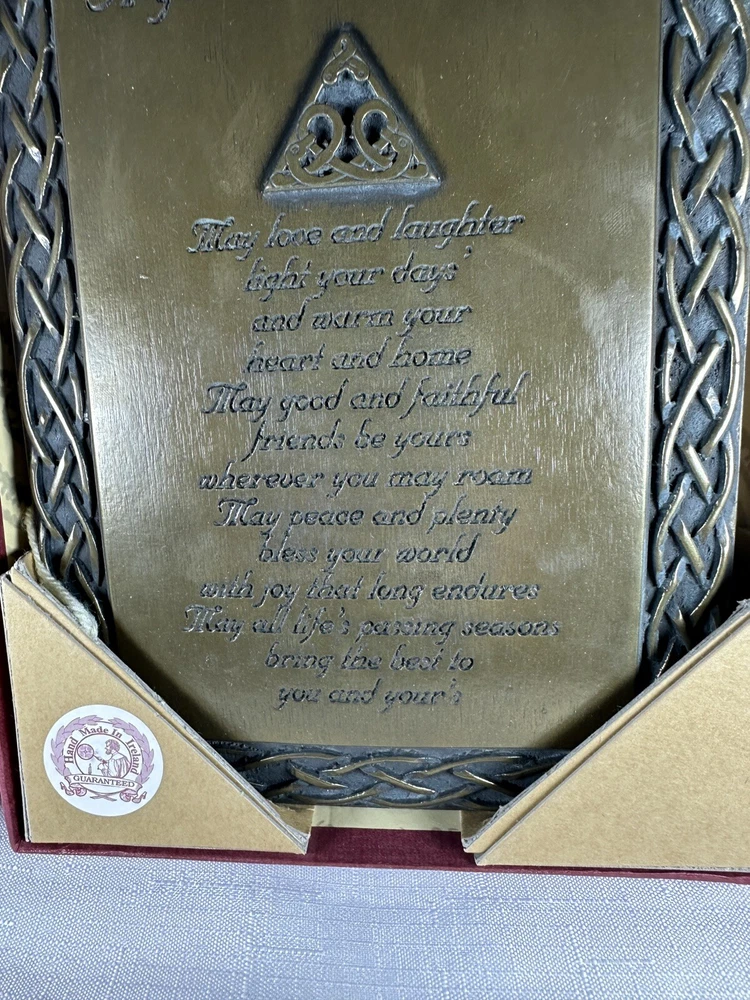 May love and laughter
light your days'
and warm your
heart and home
May good and faithful
friends be yours
wherever you may roam
May peace and plenty
bless your world
with joy that long endures
May all life's passing seasons
bring the best to
you and your's
Hand Made In Ireland
GUARANTEED